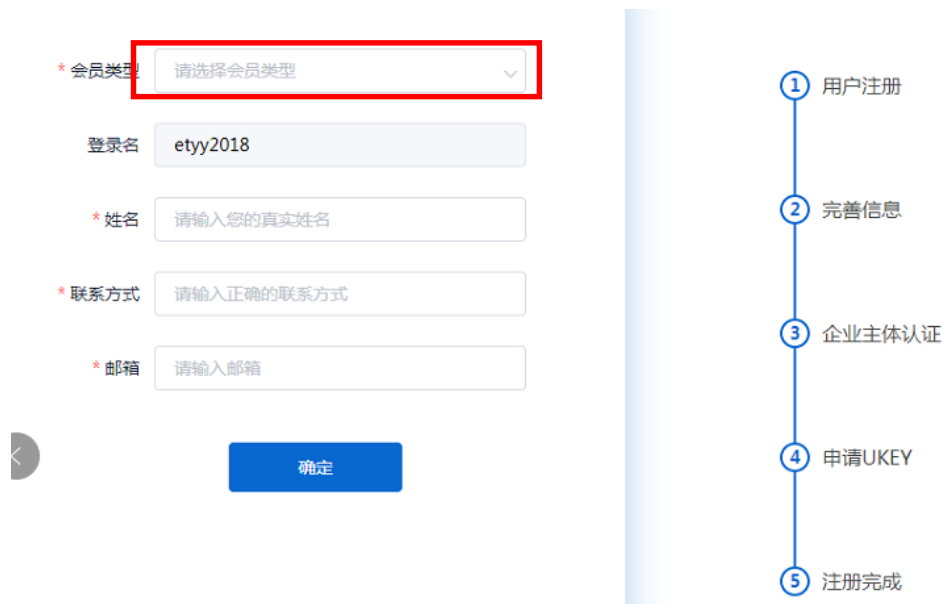 * 会员类型 请选择会员类型
登录名 etyy2018
* 姓名 请输入您的真实姓名
* 联系方式 请输入正确的联系方式
* 邮箱 请输入邮箱
确定
1 用户注册
2 完善信息
3 企业主体认证
4 申请UKEY
5 注册完成